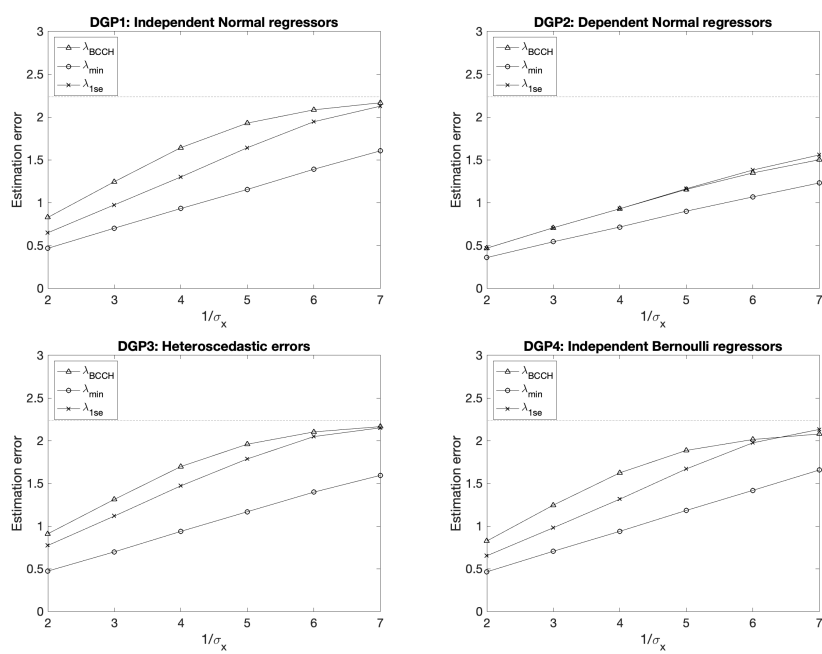 DGP1: Independent Normal regressors
3
2.5
2
1.5
1
0.5
0
Estimation error
λBCCH
λmin
λ1se
2 3 4 5 6 7
1/σx
DGP2: Dependent Normal regressors
3
2.5
2
1.5
1
0.5
0
Estimation error
λBCCH
λmin
λ1se
2 3 4 5 6 7
1/σx
DGP3: Heteroscedastic errors
3
2.5
2
1.5
1
0.5
0
Estimation error
λBCCH
λmin
λ1se
2 3 4 5 6 7
1/σx
DGP4: Independent Bernoulli regressors
3
2.5
2
1.5
1
0.5
0
Estimation error
λBCCH
λmin
λ1se
2 3 4 5 6 7
1/σx